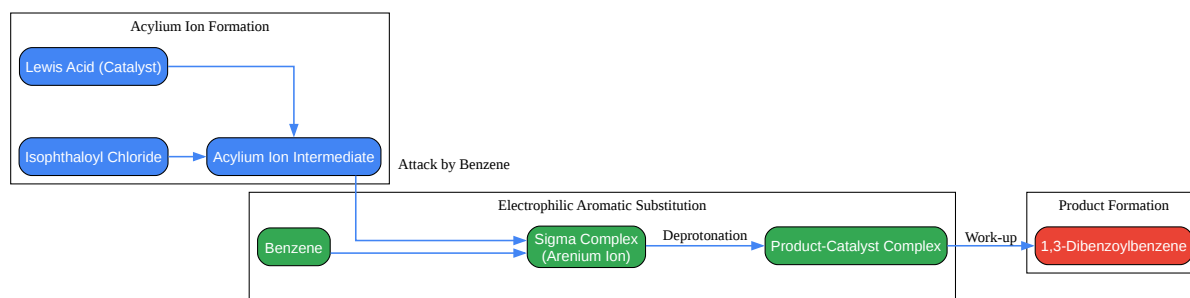 Acylium Ion Formation
Lewis Acid (Catalyst)
Isophthaloyl Chloride
Acylium Ion Intermediate
Attack by Benzene
Electrophilic Aromatic Substitution
Benzene
Sigma Complex
(Arenium Ion)
Deprotonation
Product-Catalyst Complex
Work-up
Product Formation
1,3-Dibenzoylbenzene